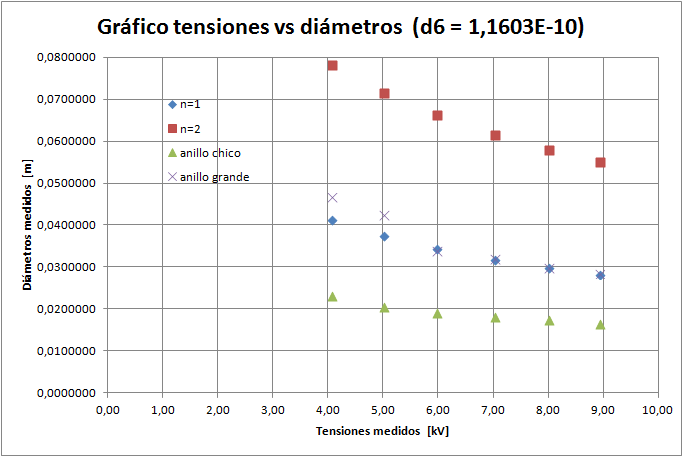 Gráfico tensiones vs diámetros (d6 = 1,1603E-10)
0,0800000
0,0700000
0,0600000
0,0500000
0,0400000
0,0300000
0,0200000
0,0100000
0,0000000
Diámetros medidos [m]
n=1
n=2
anillo chico
anillo grande
0,00 1,00 2,00 3,00 4,00 5,00 6,00 7,00 8,00 9,00 10,00
Tensiones medidos [kV]